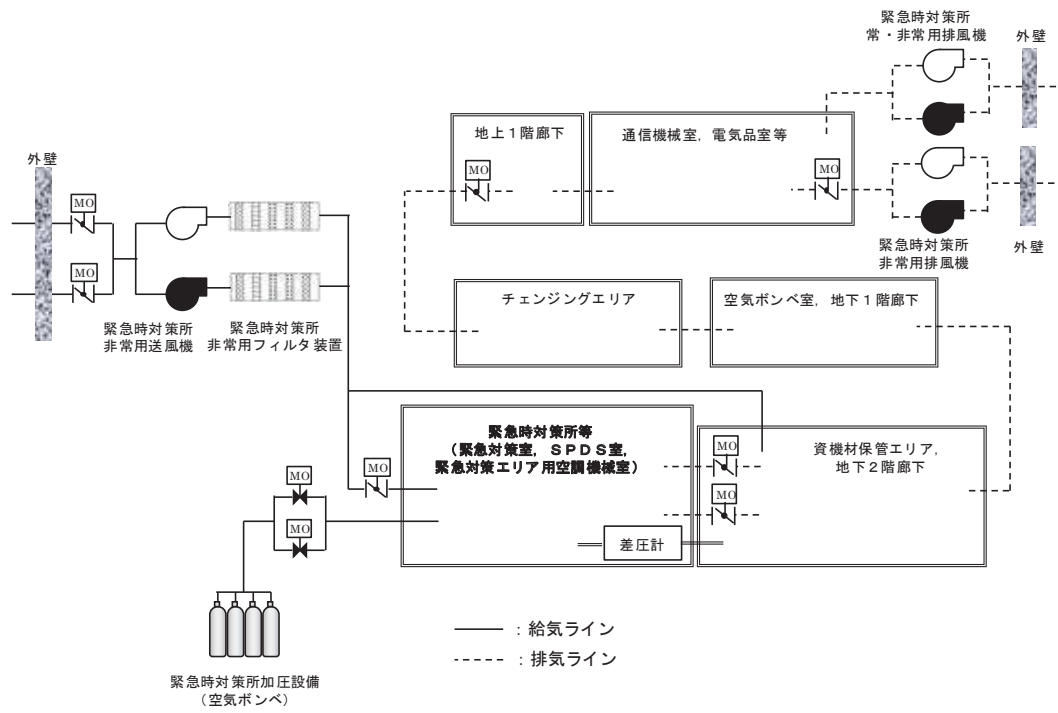 緊急時対策所
常・非常用排風機
外壁
地上1階廊下
MO
通信機械室，電気品室等
MO
外壁
緊急時対策所
非常用排風機
外壁
MO
MO
緊急時対策所
非常用送風機
緊急時対策所
非常用フィルタ装置
チェンジングエリア
空気ボンベ室，地下1階廊下
緊急時対策所等
（緊急対策室，ＳＰＤＳ室，
緊急対策エリア用空調機械室）
MO
MO
資機材保管エリア，
地下2階廊下
MO
MO
MO
差圧計
緊急時対策所加圧設備
（空気ボンベ）
：給気ライン
：排気ライン